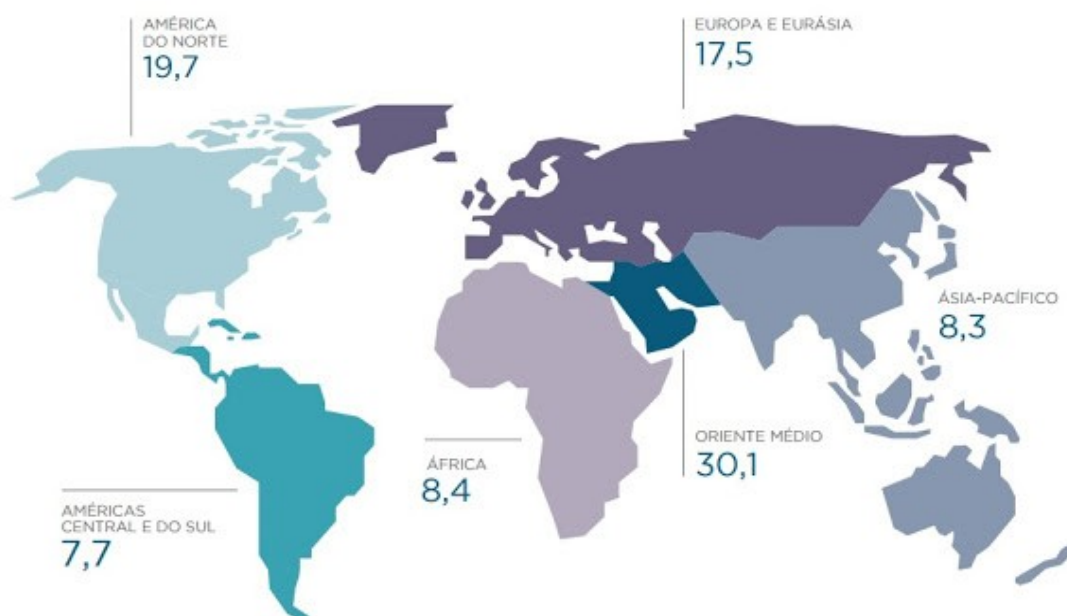 AMÉRICA
DO NORTE
19,7
EUROPA E EURÁSIA
17,5
ÁSIA-PACÍFICO
8,3
ORIENTE MÉDIO
30,1
ÁFRICA
8,4
AMÉRICAS
CENTRAL E DO SUL
7,7